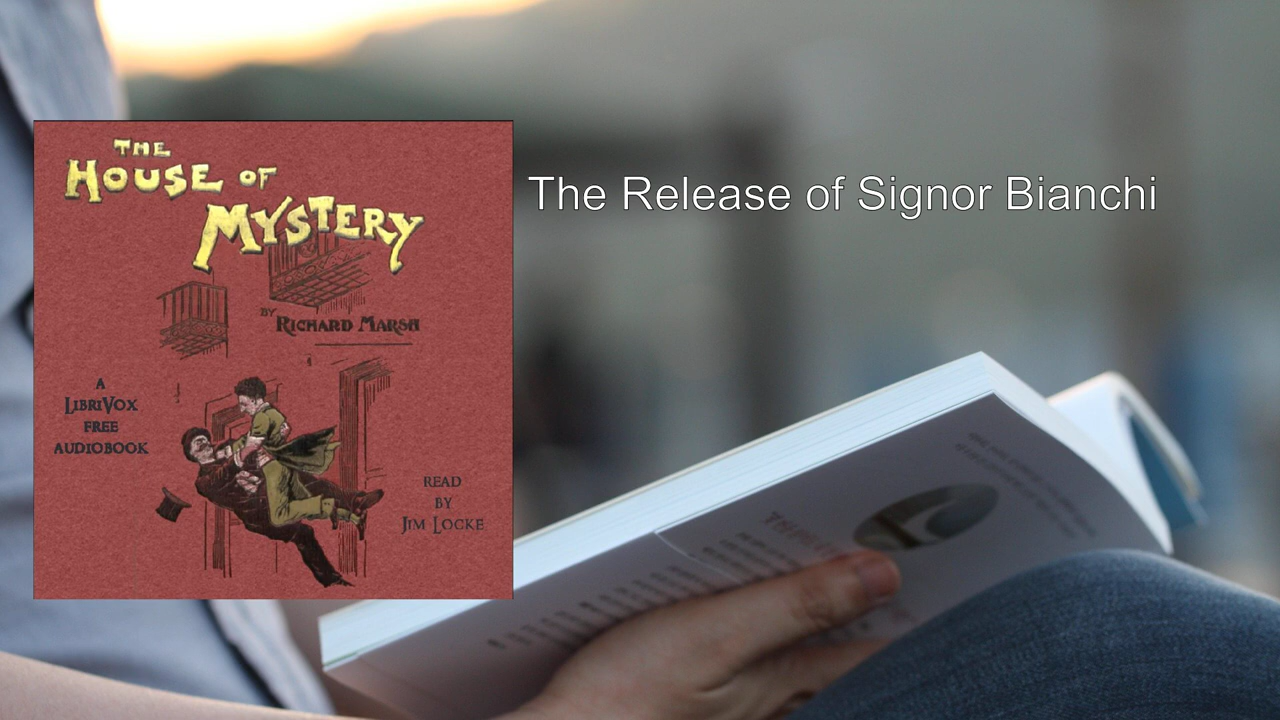 THE
HOUSE OF
MYSTERY
BY RICHARD MARSH
A
LIBRIVOX
FREE
AUDIOBOOK
READ
BY
JIM LOCKE
The Release of Signor Bianchi